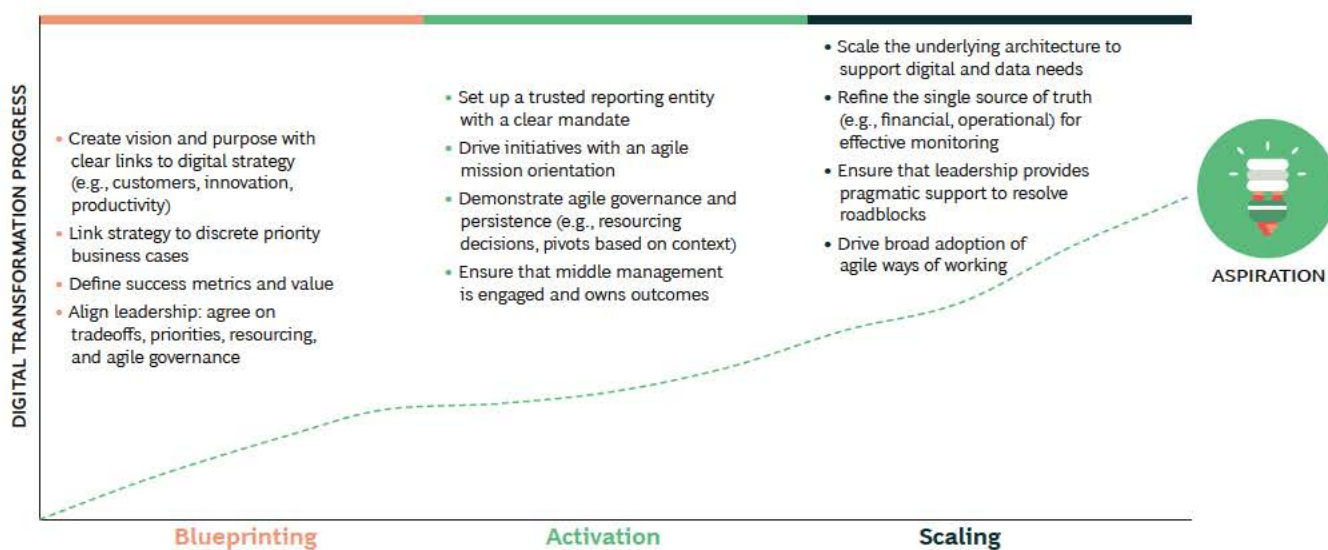 DIGITAL TRANSFORMATION PROGRESS
• Create vision and purpose with
clear links to digital strategy
(e.g., customers, innovation,
productivity)
• Link strategy to discrete priority
business cases
• Define success metrics and value
• Align leadership: agree on
tradeoffs, priorities, resourcing,
and agile governance
• Set up a trusted reporting entity
with a clear mandate
• Drive initiatives with an agile
mission orientation
• Demonstrate agile governance and
persistence (e.g., resourcing
decisions, pivots based on context)
• Ensure that middle management
is engaged and owns outcomes
• Scale the underlying architecture to
support digital and data needs
• Refine the single source of truth
(e.g., financial, operational) for
effective monitoring
• Ensure that leadership provides
pragmatic support to resolve
roadblocks
• Drive broad adoption of
agile ways of working
ASPIRATION
Blueprinting
Activation
Scaling